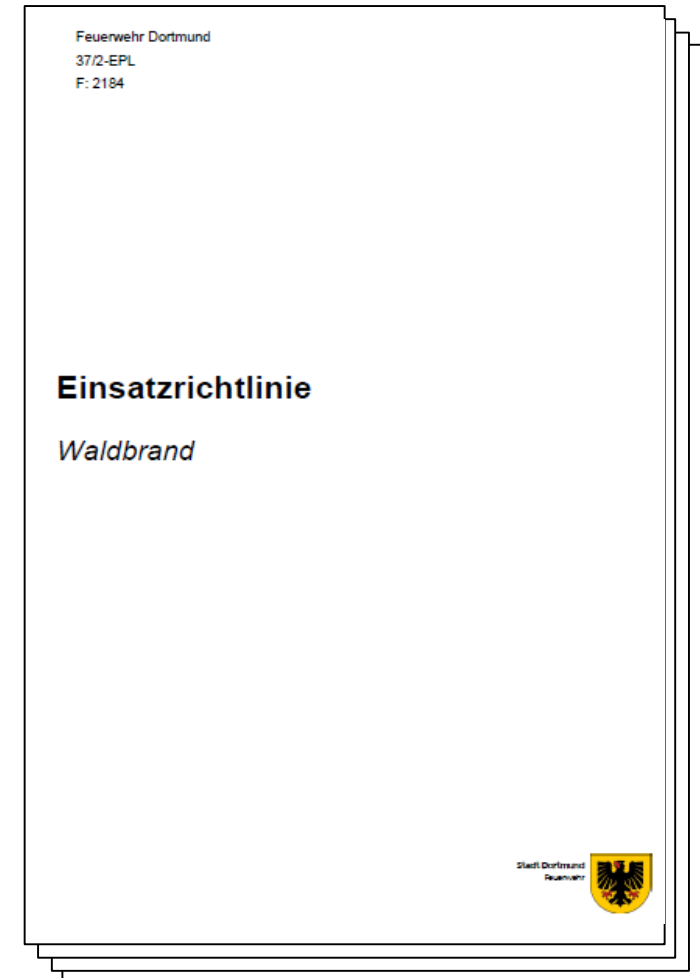 Feuerwehr Dortmund
37/2-EPL
F: 2184
Einsatzrichtlinie
Waldbrand
Stadt Dortmund
Feuerwehr